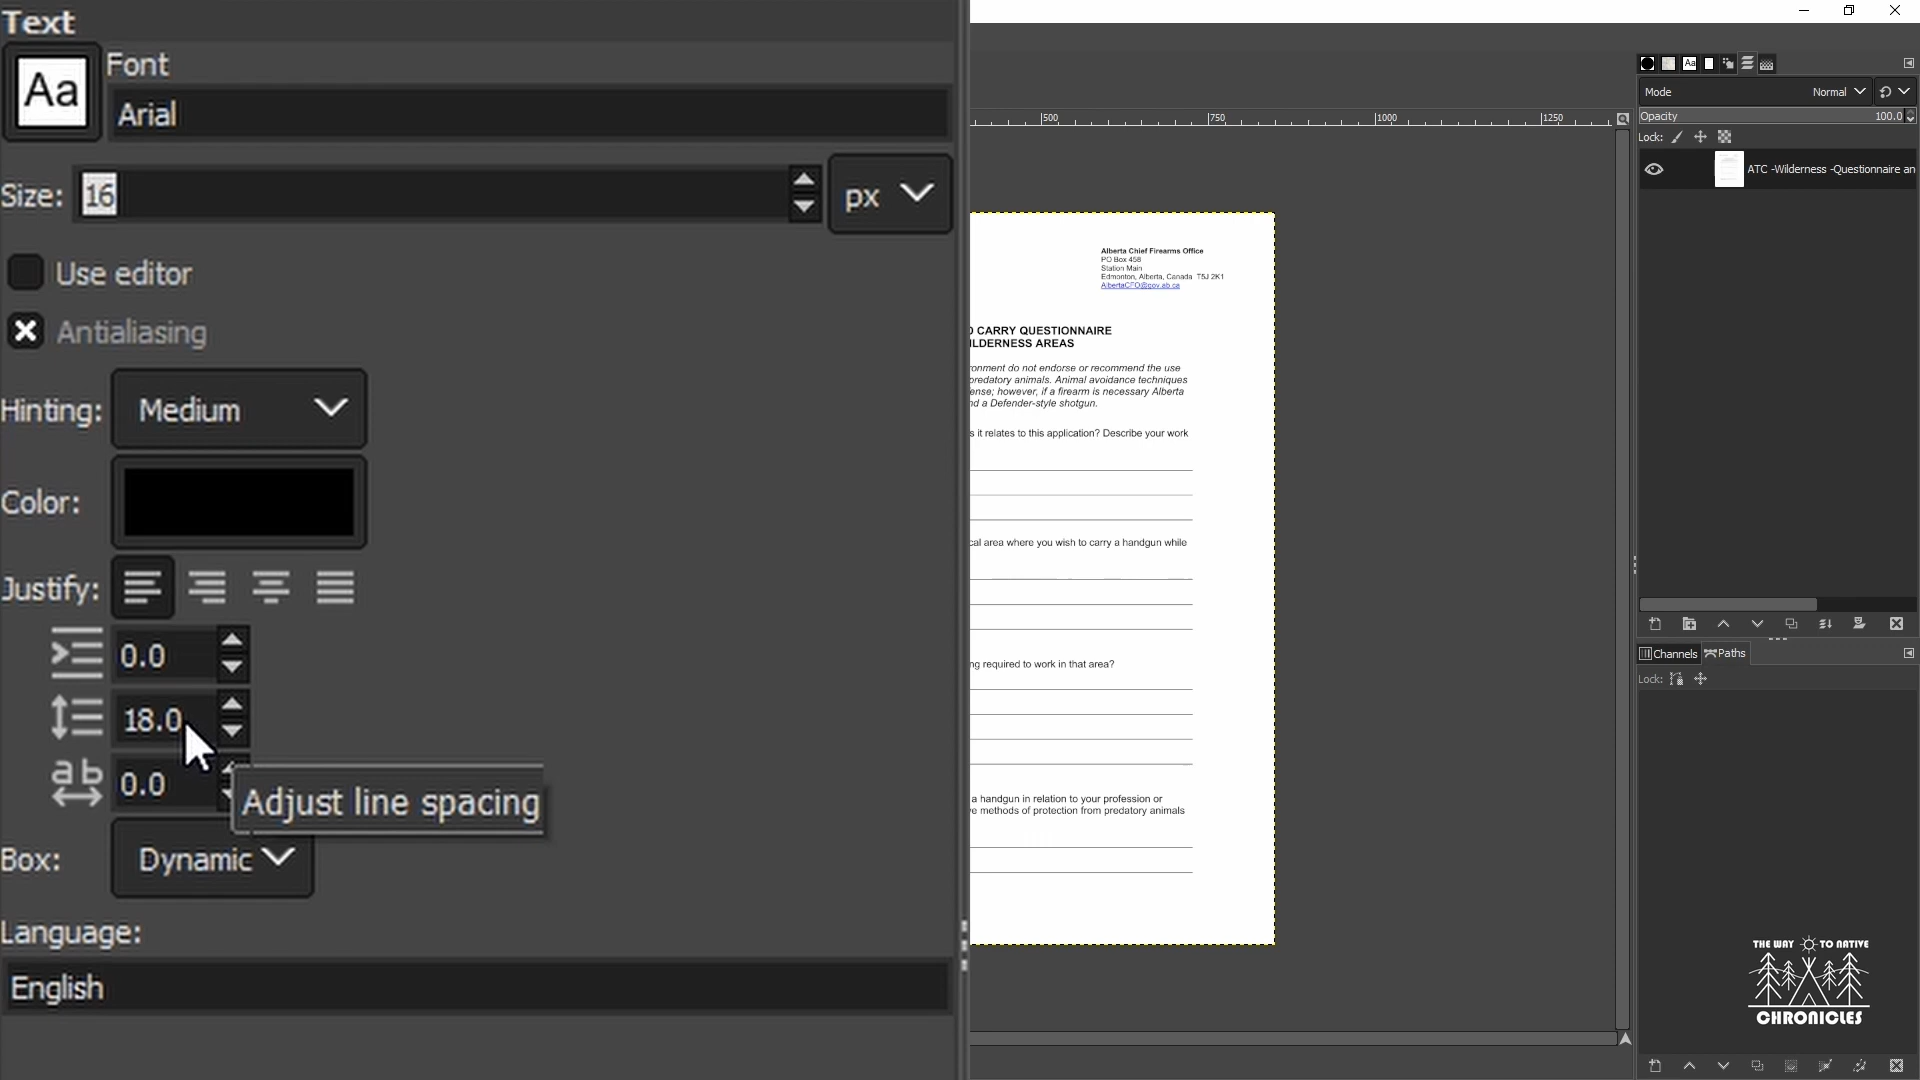 Text
Font
Aa
Arial
Size:
16
px
Use editor
Antialiasing
Hinting:
Medium
Color:
Justify:
0.0
18.0
0.0
Adjust line spacing
Box:
Dynamic
Language:
English
500
750
1000
1250
Alberta Chief Firearms Office
PO Box 458
Station Main
Edmonton, Alberta, Canada T5J 2K1
AlbertaCFO@gov.ab.ca
CARRY QUESTIONNAIRE
ILDERNESS AREAS
ronment do not endorse or recommend the use
predatory animals. Animal avoidance techniques
ense; however, if a firearm is necessary Alberta
nd a Defender-style shotgun.
s it relates to this application? Describe your work
cal area where you wish to carry a handgun while
ng required to work in that area?
a handgun in relation to your profession or
e methods of protection from predatory animals
Aa
Mode
Normal
Opacity
100.0
Lock:
ATC -Wilderness -Questionnaire an
Channels
Paths
Lock:
THE WAY TO NATIVE
CHRONICLES